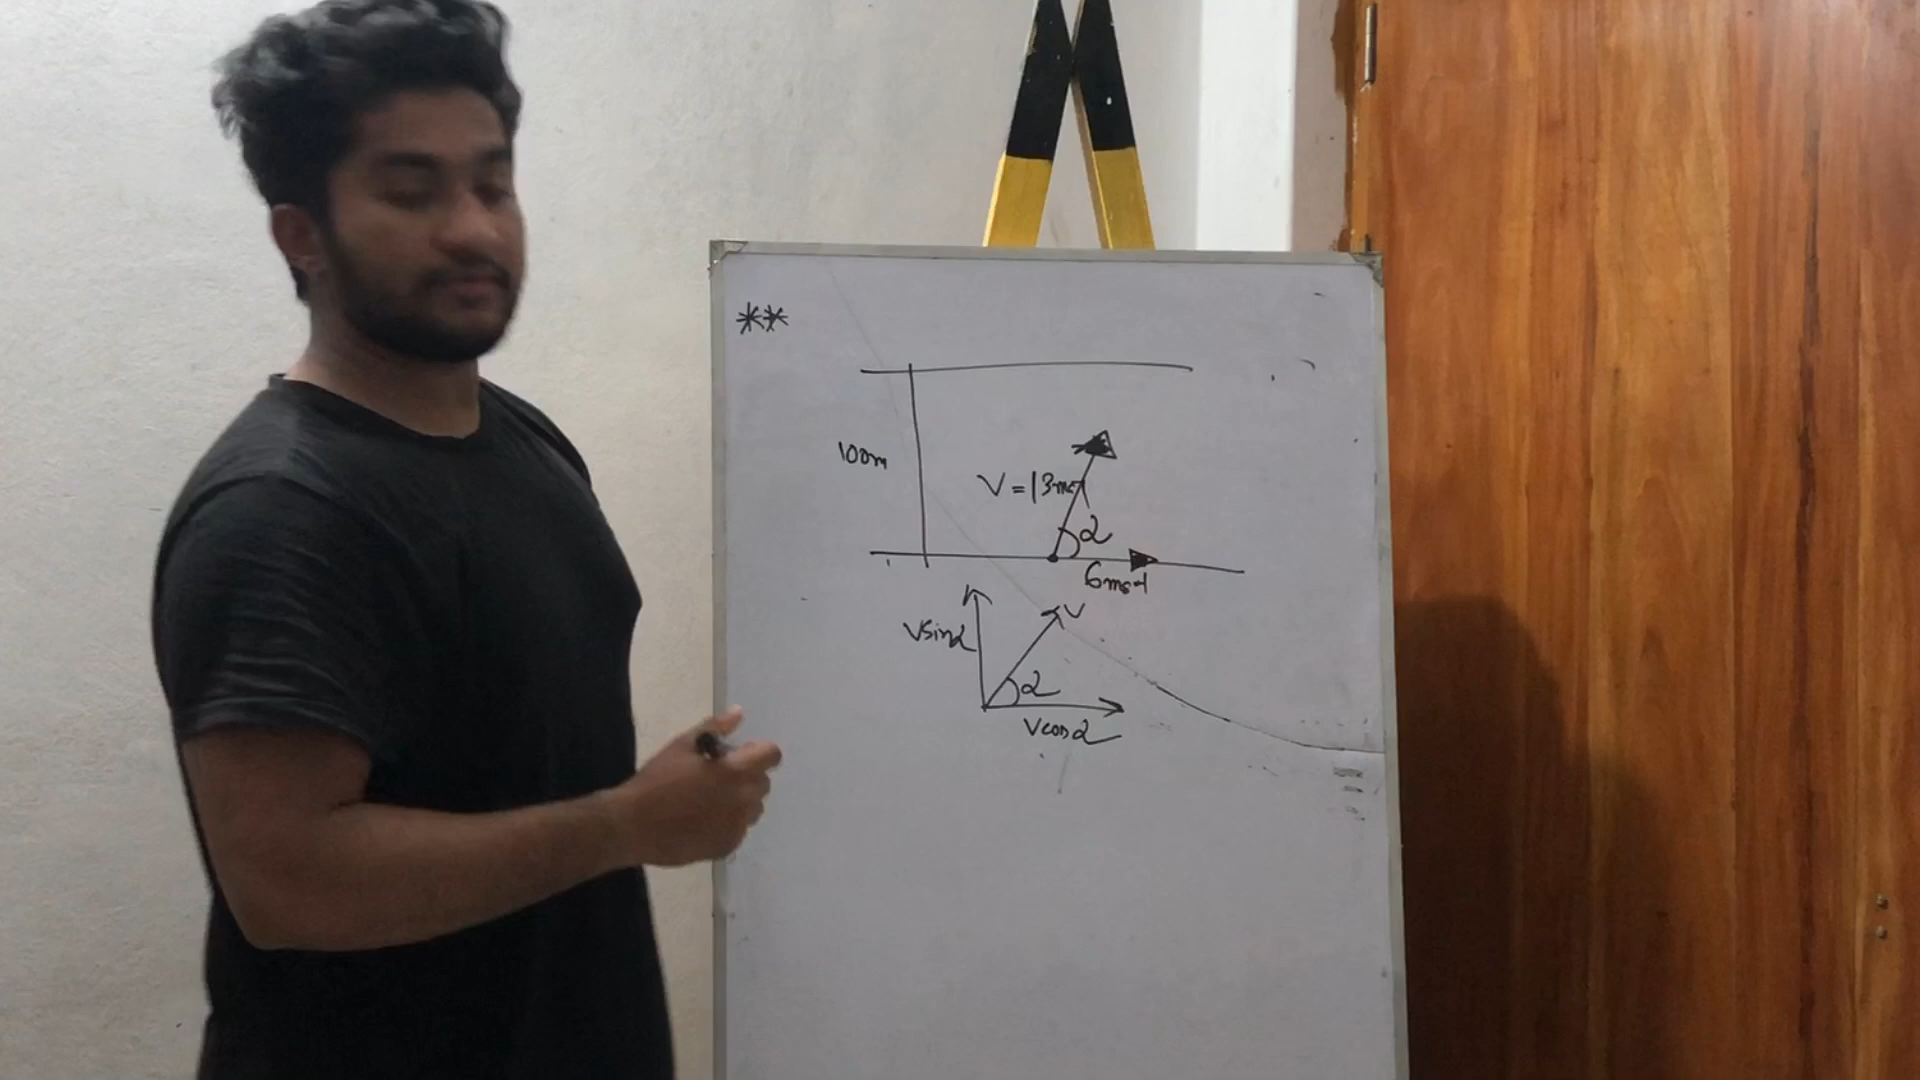 **
100m
V = 13ms-1
α
6ms-1
V
Vsinα
α
Vcosα